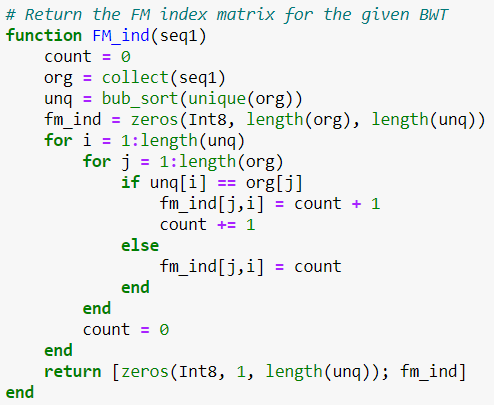 # Return the FM index matrix for the given BWT
function FM_ind(seq1)
    count = 0
    org = collect(seq1)
    unq = bub_sort(unique(org))
    fm_ind = zeros(Int8, length(org), length(unq))
    for i = 1:length(unq)
        for j = 1:length(org)
            if unq[i] == org[j]
                fm_ind[j,i] = count + 1
                count += 1
            else
                fm_ind[j,i] = count
            end
        end
        count = 0
    end
    return [zeros(Int8, 1, length(unq)); fm_ind]
end